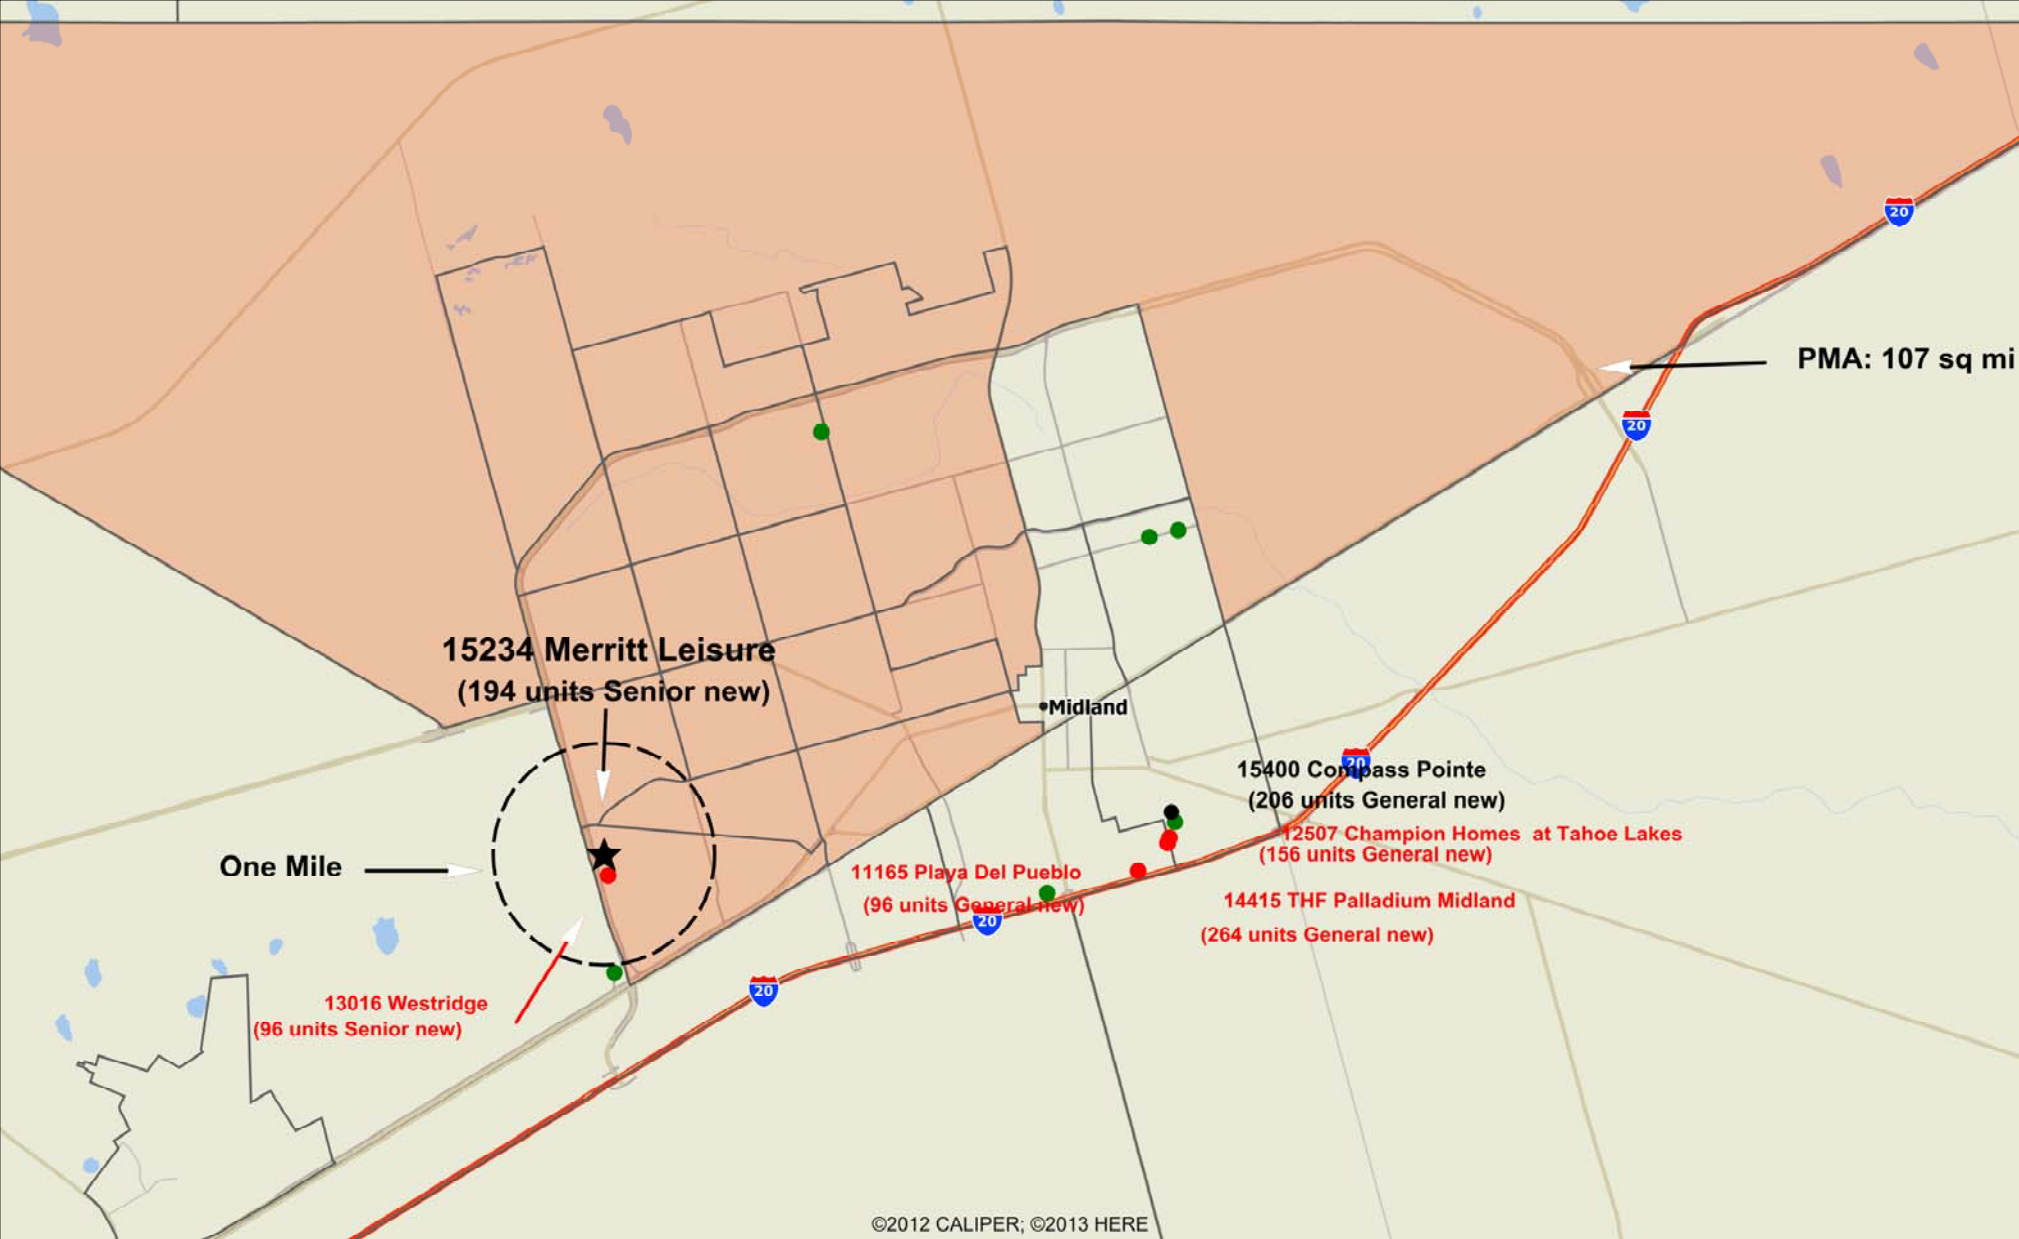 20
PMA: 107 sq mi
20
15234 Merritt Leisure
(194 units Senior new)
Midland
20
15400 Compass Pointe
(206 units General new)
12507 Champion Homes at Tahoe Lakes
(156 units General new)
One Mile
11165 Playa Del Pueblo
(96 units General new)
14415 THF Palladium Midland
(264 units General new)
20
20
13016 Westridge
(96 units Senior new)
©2012 CALIPER; ©2013 HERE